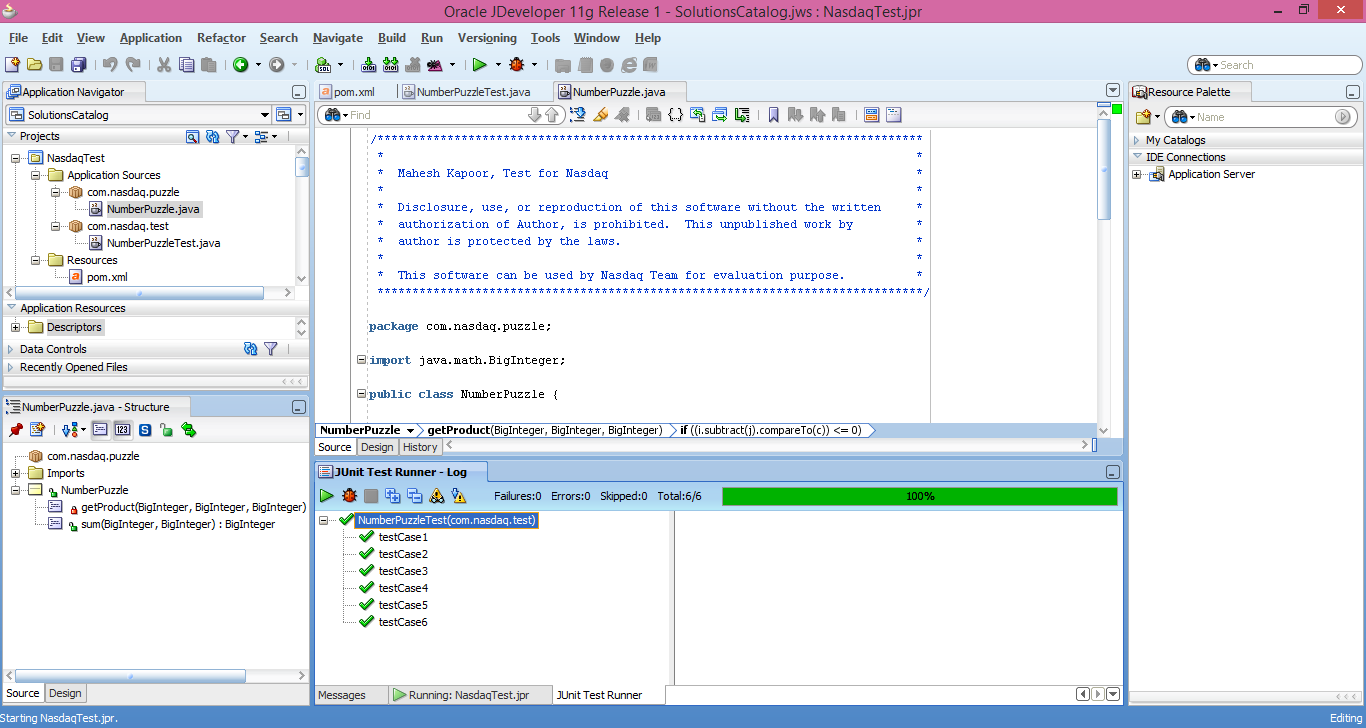 Oracle JDeveloper 11g Release 1 - SolutionsCatalog.jws : NasdaqTest.jpr
File Edit View Application Refactor Search Navigate Build Run Versioning Tools Window Help
Search
Application Navigator
SolutionsCatalog
Projects
NasdaqTest
Application Sources
com.nasdaq.puzzle
NumberPuzzle.java
com.nasdaq.test
NumberPuzzleTest.java
Resources
pom.xml
Application Resources
Descriptors
Data Controls
Recently Opened Files
NumberPuzzle.java - Structure
com.nasdaq.puzzle
Imports
NumberPuzzle
getProduct(BigInteger, BigInteger, BigInteger)
sum(BigInteger, BigInteger) : BigInteger
Source Design
pom.xml NumberPuzzleTest.java NumberPuzzle.java
Find
/******************************************************************************
* *
* Mahesh Kapoor, Test for Nasdaq *
* *
* Disclosure, use, or reproduction of this software without the written *
* authorization of Author, is prohibited. This unpublished work by *
* author is protected by the laws. *
* *
* This software can be used by Nasdaq Team for evaluation purpose. *
******************************************************************************/
package com.nasdaq.puzzle;
import java.math.BigInteger;
public class NumberPuzzle {
NumberPuzzle getProduct(BigInteger, BigInteger, BigInteger) if ((i.subtract(j).compareTo(c)) <= 0)
Source Design History
JUnit Test Runner - Log
Failures:0 Errors:0 Skipped:0 Total:6/6 100%
NumberPuzzleTest(com.nasdaq.test)
testCase1
testCase2
testCase3
testCase4
testCase5
testCase6
Messages Running: NasdaqTest.jpr JUnit Test Runner
Resource Palette
Name
My Catalogs
IDE Connections
Application Server
Starting NasdaqTest.jpr. Editing